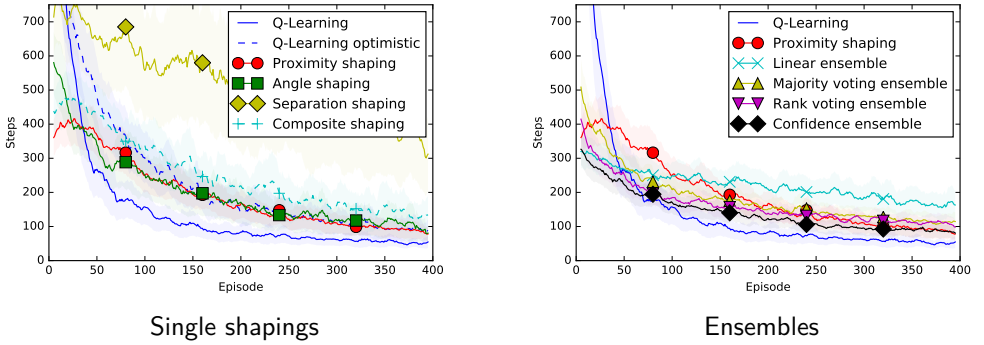 700
600
500
400
300
200
100
0
Steps
0 50 100 150 200 250 300 350 400
Episode
Q-Learning
Q-Learning optimistic
Proximity shaping
Angle shaping
Separation shaping
Composite shaping
Single shapings
700
600
500
400
300
200
100
0
Steps
0 50 100 150 200 250 300 350 400
Episode
Q-Learning
Proximity shaping
Linear ensemble
Majority voting ensemble
Rank voting ensemble
Confidence ensemble
Ensembles